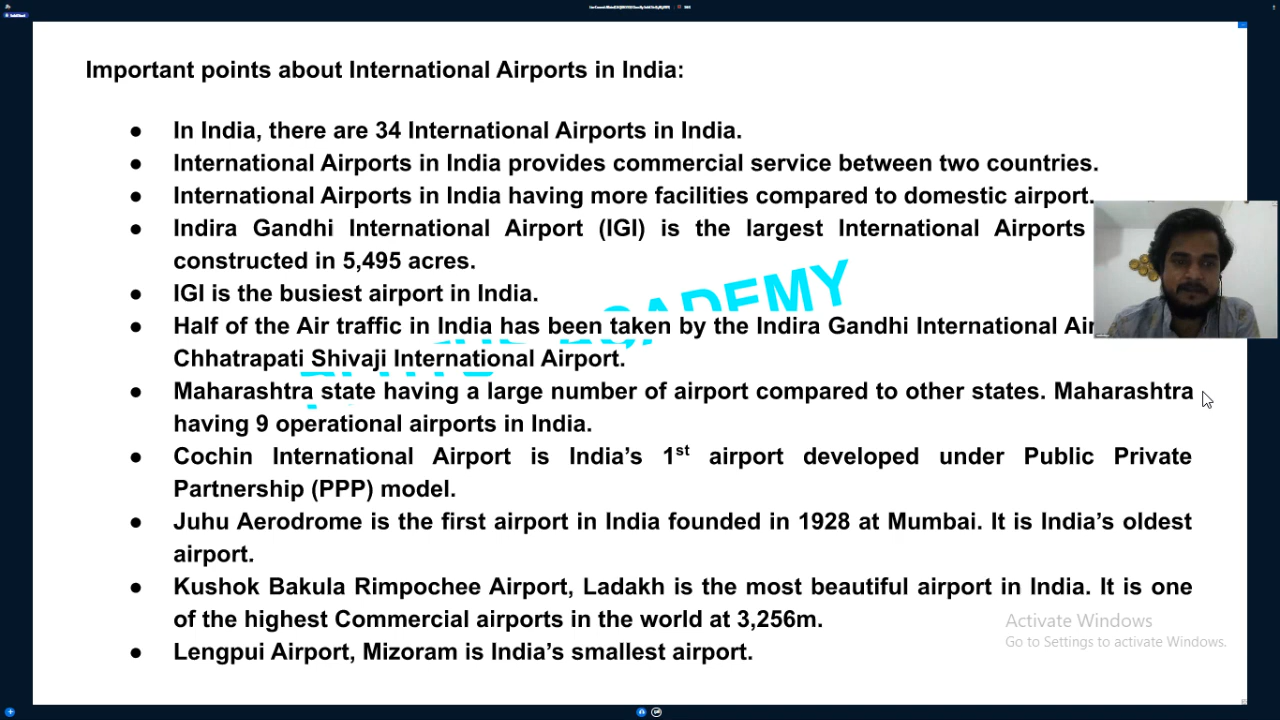 Important points about International Airports in India:
● In India, there are 34 International Airports in India.
● International Airports in India provides commercial service between two countries.
● International Airports in India having more facilities compared to domestic airport.
● Indira Gandhi International Airport (IGI) is the largest International Airports
constructed in 5,495 acres.
● IGI is the busiest airport in India.
ACADEMY
● Half of the Air traffic in India has been taken by the Indira Gandhi International
Chhatrapati Shivaji International Airport.
● Maharashtra state having a large number of airport compared to other states. Maharashtra
having 9 operational airports in India.
● Cochin International Airport is India’s 1st airport developed under Public Private
Partnership (PPP) model.
● Juhu Aerodrome is the first airport in India founded in 1928 at Mumbai. It is India’s oldest
airport.
● Kushok Bakula Rimpochee Airport, Ladakh is the most beautiful airport in India. It is one
of the highest Commercial airports in the world at 3,256m.
Activate Windows
Go to Settings to activate Windows.
● Lengpui Airport, Mizoram is India’s smallest airport.